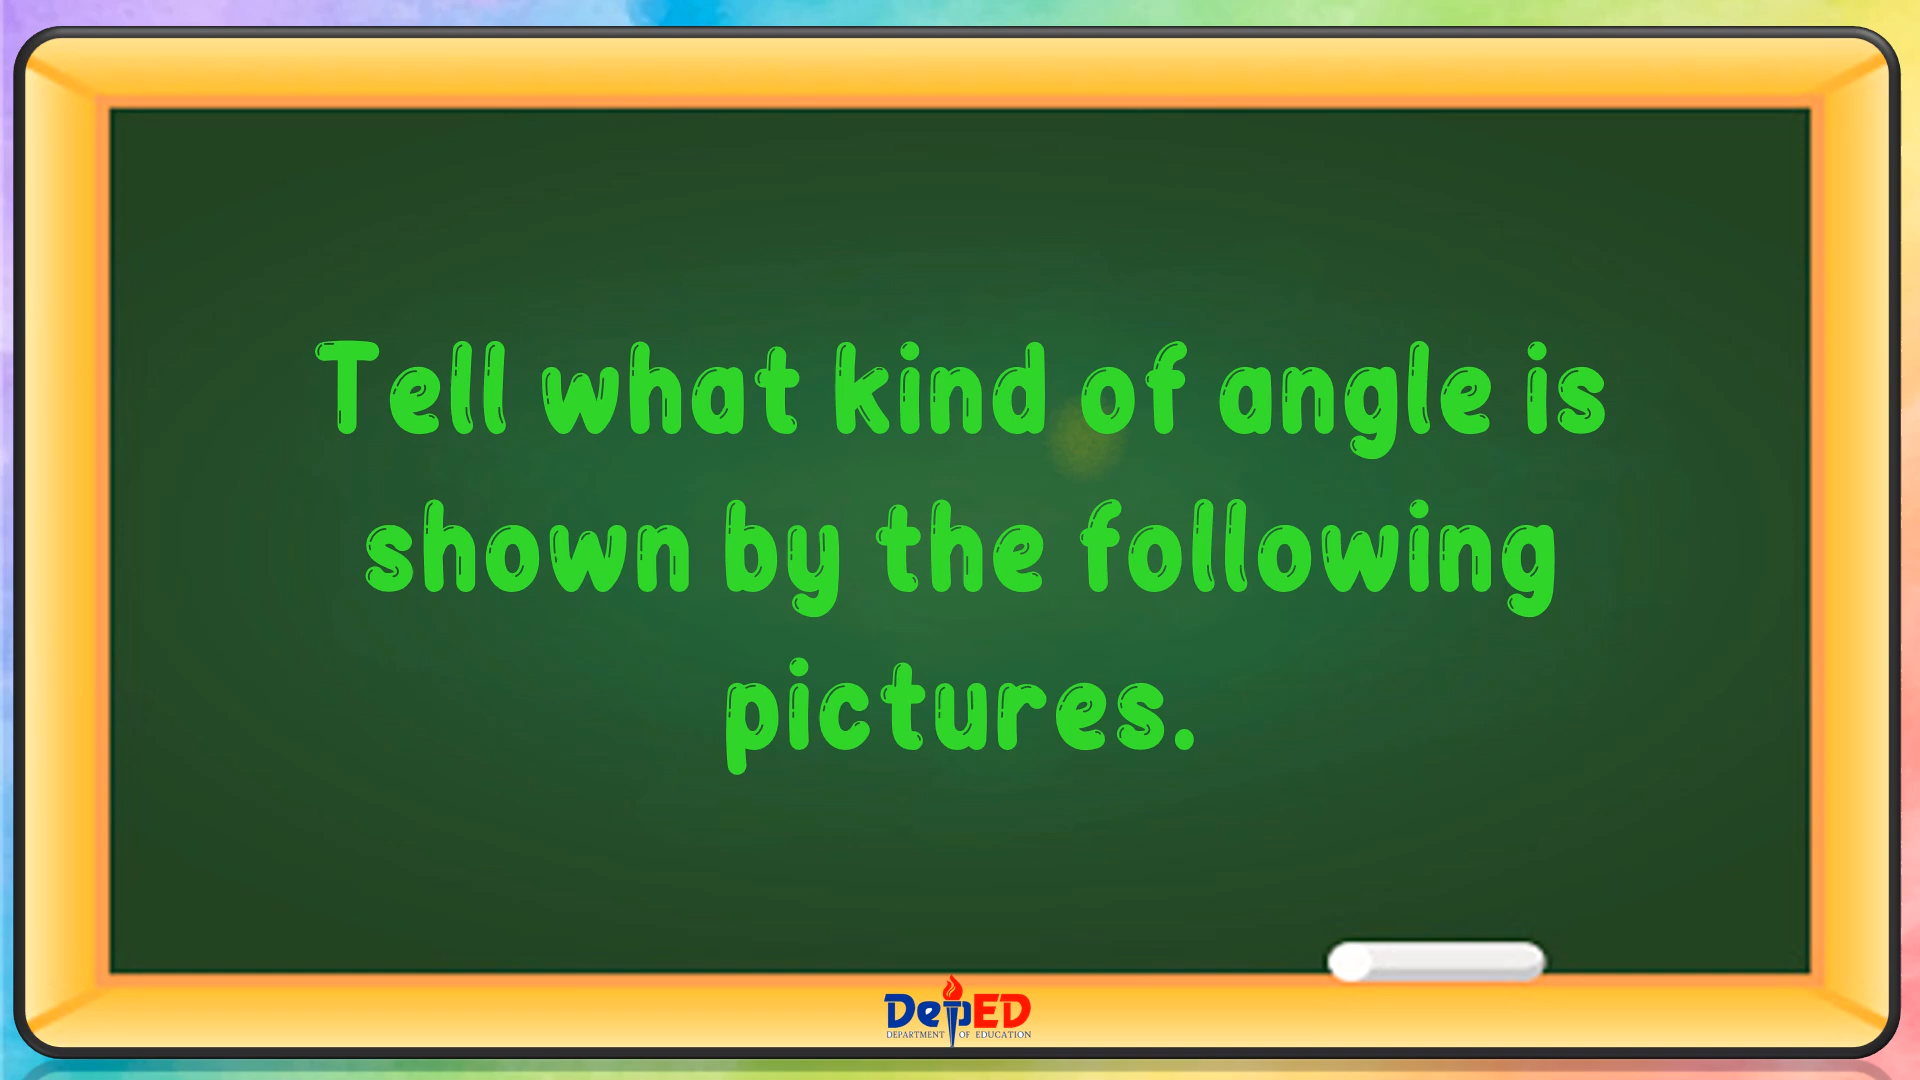 Tell what kind of angle is
shown by the following
pictures.
DepED
DEPARTMENT OF EDUCATION